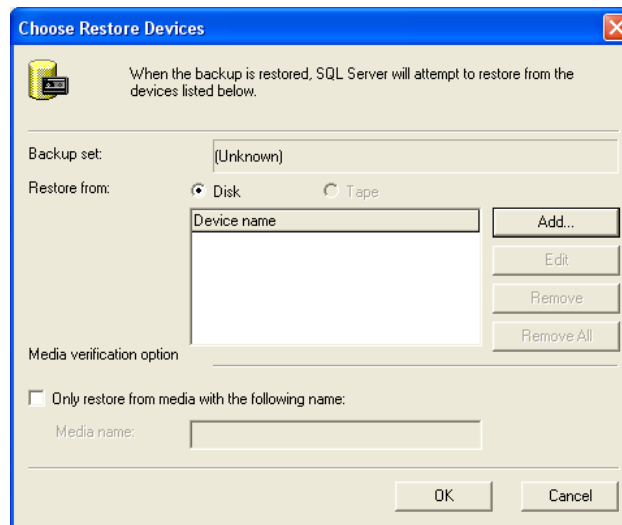 Choose Restore Devices
When the backup is restored, SQL Server will attempt to restore from the
devices listed below.
Backup set:
(Unknown)
Restore from:
Disk
Tape
Device name
Add...
Edit
Remove
Remove All
Media verification option
Only restore from media with the following name:
Media name:
OK
Cancel